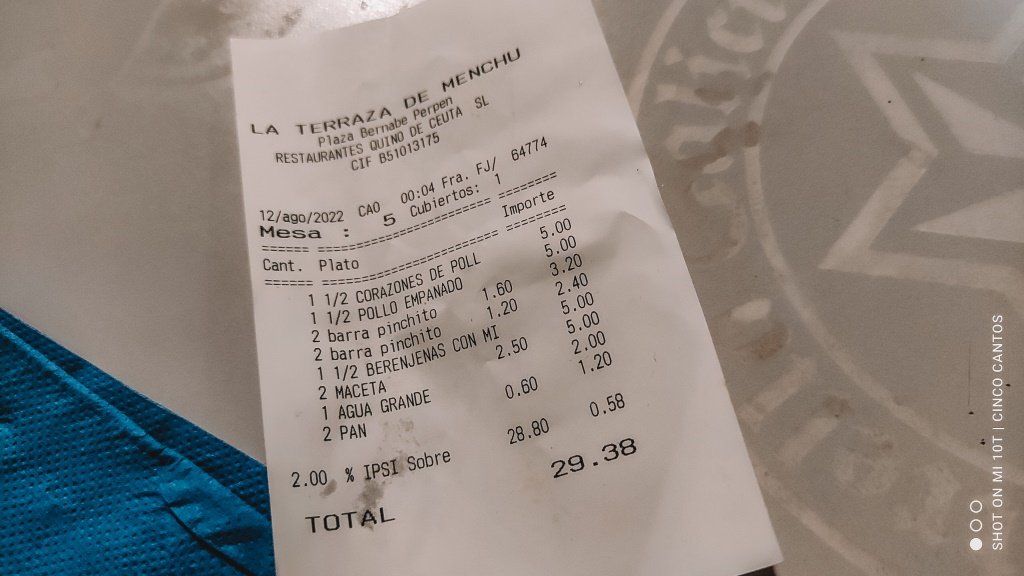 LA TERRAZA DE MENCHU
Plaza Bernabe Perpen
RESTAURANTES QUINO DE CEUTA SL
CIF B51013175
12/ago/2022 CAO 00:04 Fra. FJ/ 64774
Mesa : 5 Cubiertos: 1
Cant. Plato Importe
1 1/2 CORAZONES DE POLL 5.00
1 1/2 POLLO EMPANADO 5.00
2 barra pinchito 1.60 3.20
2 barra pinchito 1.20 2.40
1 1/2 BERENJENAS CON MI 5.00
2 MACETA 2.50 5.00
1 AGUA GRANDE 2.00
2 PAN 0.60 1.20
2.00 % IPSI Sobre 28.80 0.58
TOTAL 29.38
SHOT ON MI 10T | CINCO CANTOS